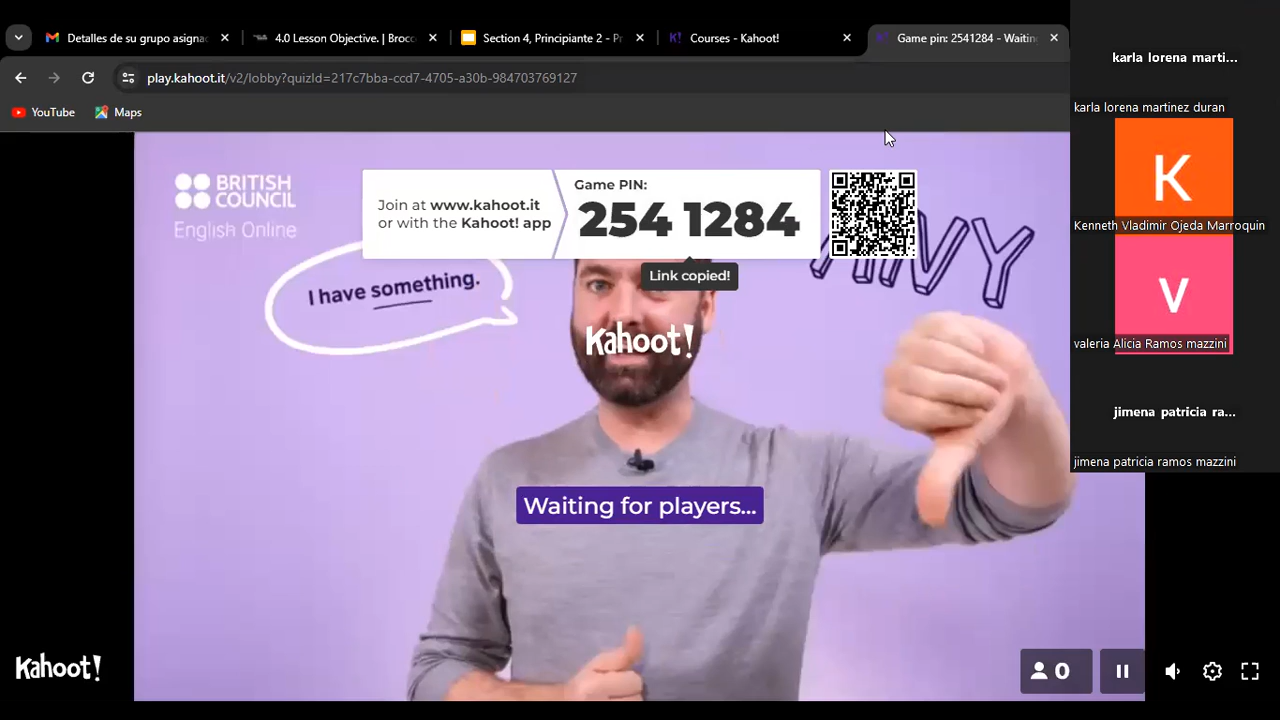 Detalles de su grupo asigna
4.0 Lesson Objective. | Brocc
Section 4, Principiante 2 - Pr
Courses - Kahoot!
Game pin: 2541284 - Waitin
play.kahoot.it/v2/lobby?quizId=217c7bba-ccd7-4705-a30b-984703769127
YouTube
Maps
BRITISH
COUNCIL
English Online
Join at www.kahoot.it
or with the Kahoot! app
Game PIN:
254 1284
Link copied!
I have something.
Kahoot!
Waiting for players...
Kahoot!
0
karla lorena marti...
karla lorena martinez duran
K
Kenneth Vladimir Ojeda Marroquin
V
valeria Alicia Ramos mazzini
jimena patricia ra...
jimena patricia ramos mazzini